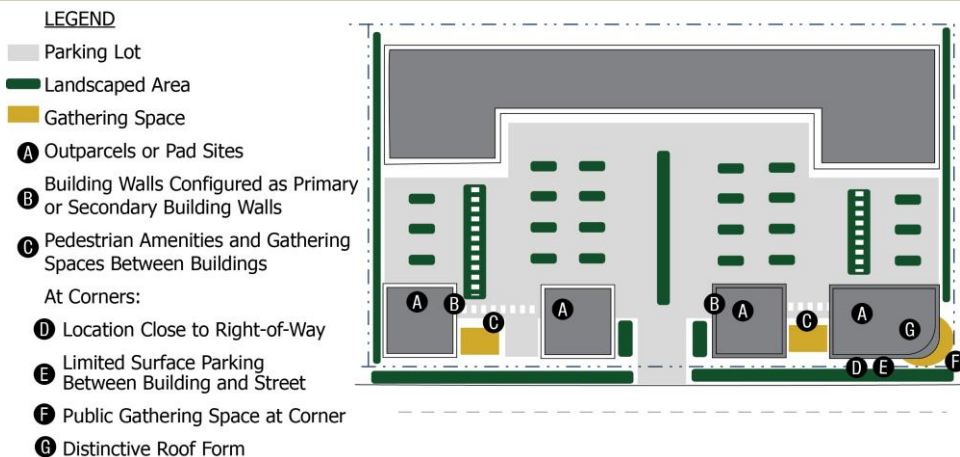 LEGEND
Parking Lot
Landscaped Area
Gathering Space
A Outparcels or Pad Sites
B Building Walls Configured as Primary
or Secondary Building Walls
C Pedestrian Amenities and Gathering
Spaces Between Buildings
At Corners:
D Location Close to Right-of-Way
E Limited Surface Parking
Between Building and Street
F Public Gathering Space at Corner
G Distinctive Roof Form
A B C A B A C A G
D E F